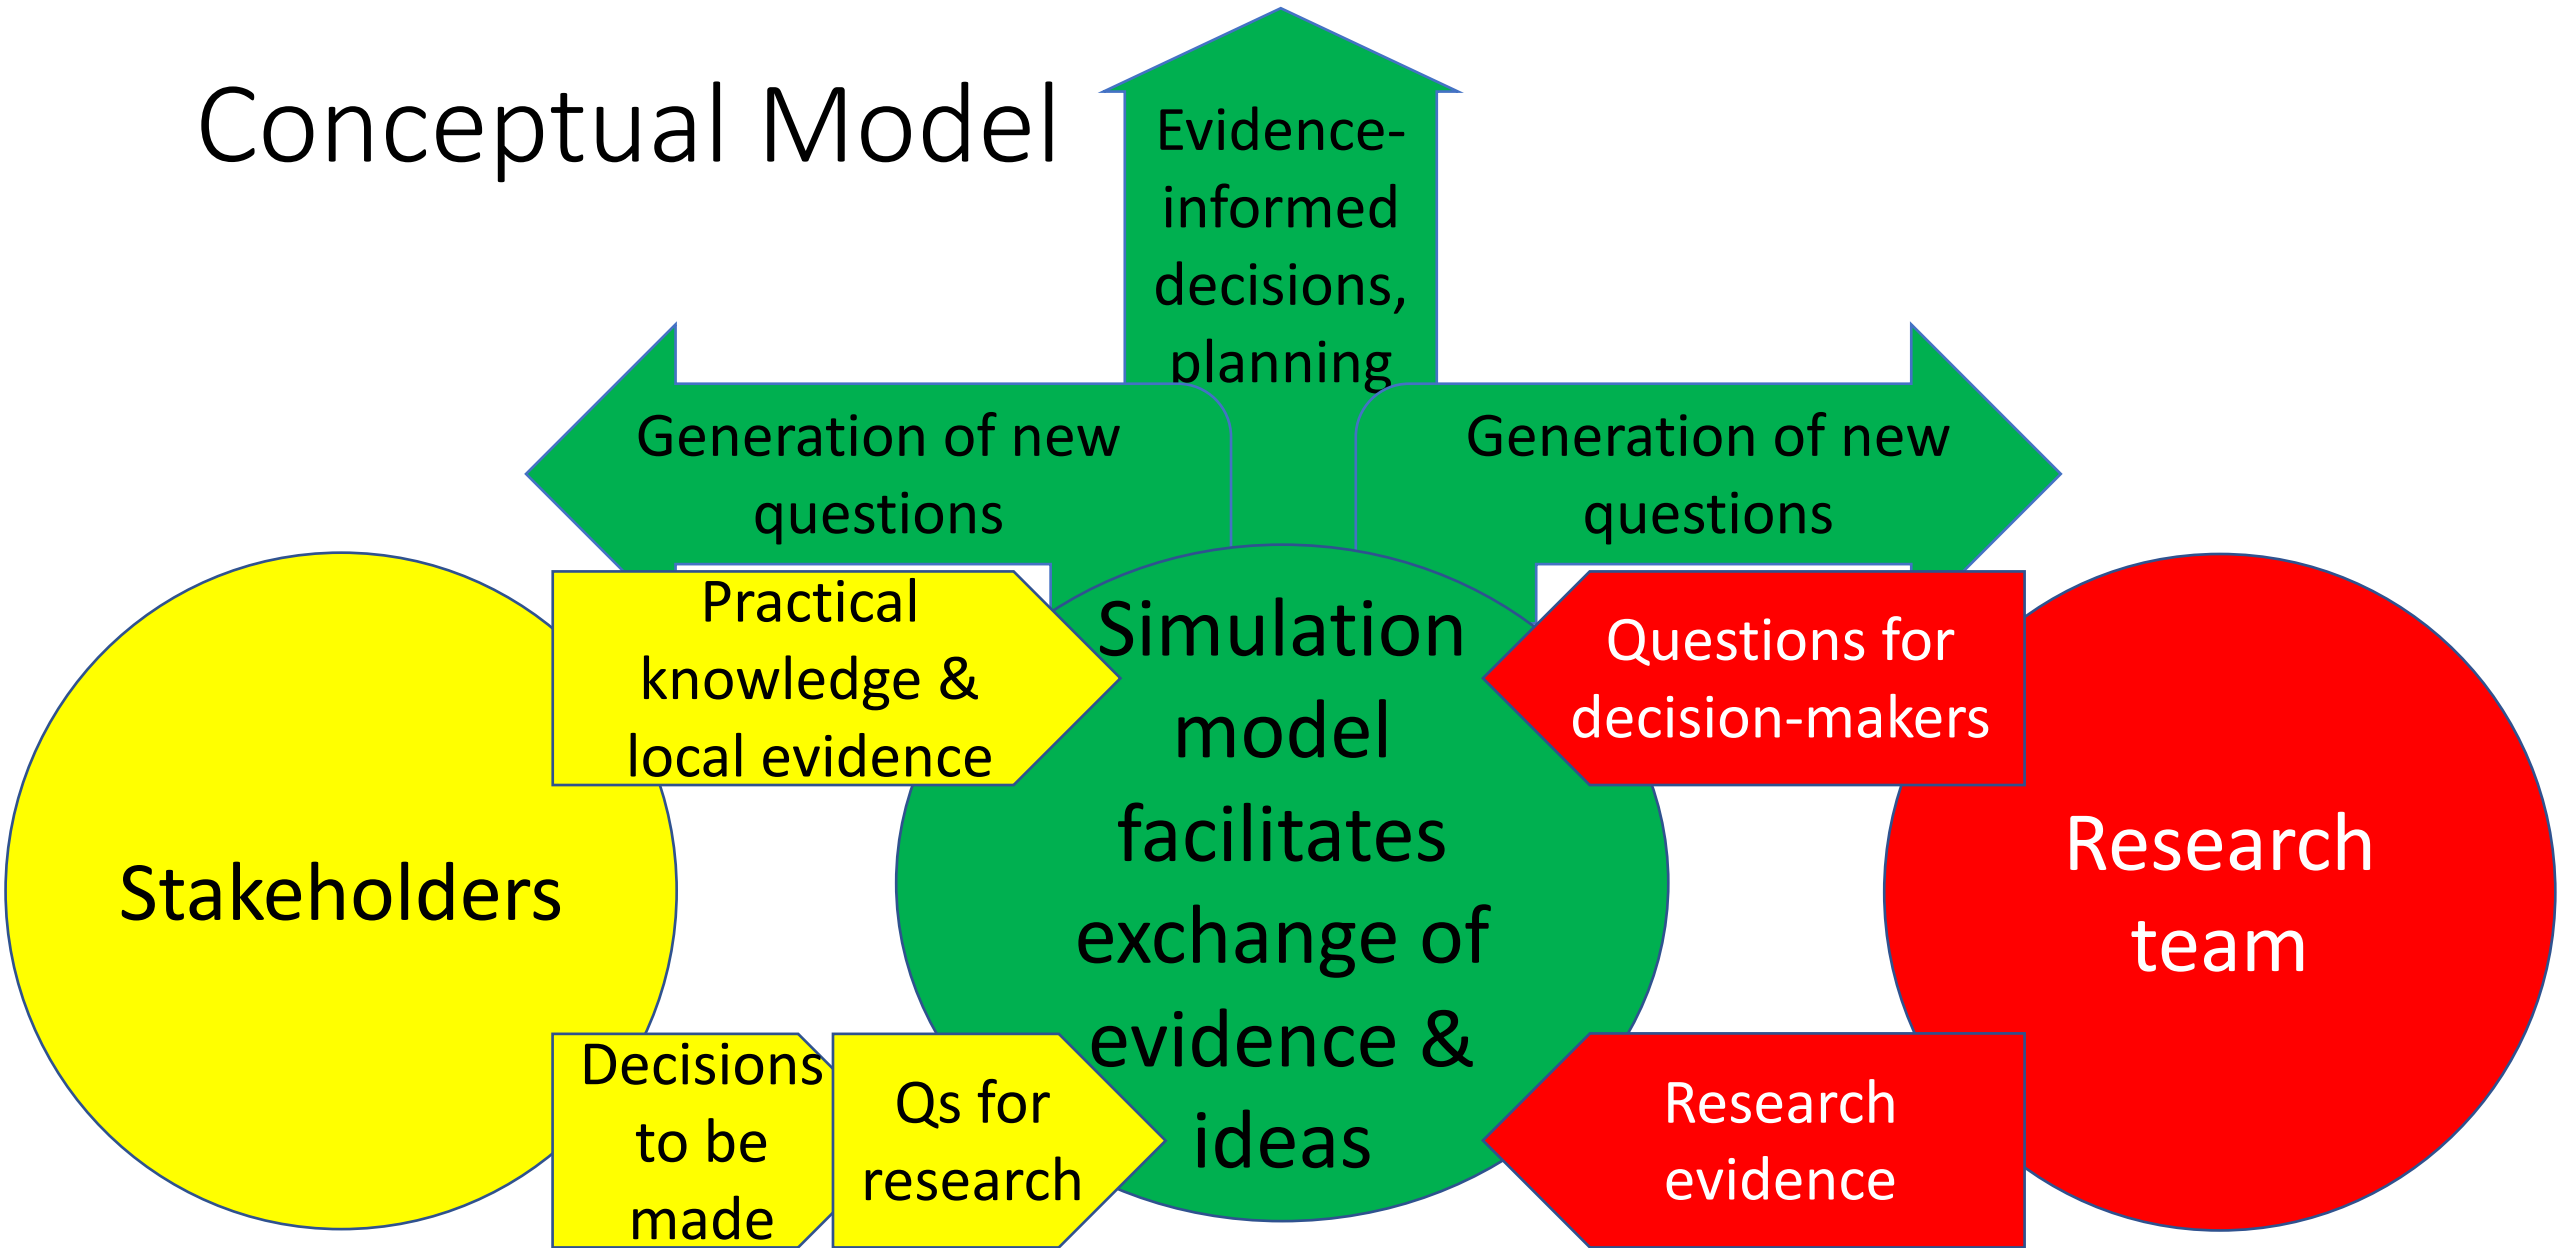 Conceptual Model
Evidence-
informed
decisions,
planning
Generation of new
questions
Generation of new
questions
Practical
knowledge &
local evidence
Simulation
model
facilitates
exchange of
evidence &
ideas
Questions for
decision-makers
Stakeholders
Research
team
Decisions
to be
made
Qs for
research
Research
evidence